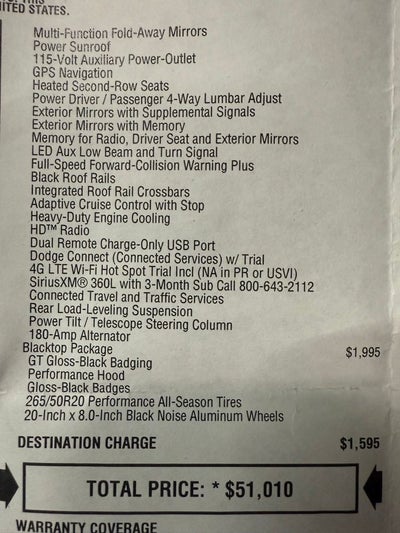 UNITED STATES.
Multi-Function Fold-Away Mirrors
Power Sunroof
115-Volt Auxiliary Power-Outlet
GPS Navigation
Heated Second-Row Seats
Power Driver / Passenger 4-Way Lumbar Adjust
Exterior Mirrors with Supplemental Signals
Exterior Mirrors with Memory
Memory for Radio, Driver Seat and Exterior Mirrors
LED Aux Low Beam and Turn Signal
Full-Speed Forward-Collision Warning Plus
Black Roof Rails
Integrated Roof Rail Crossbars
Adaptive Cruise Control with Stop
Heavy-Duty Engine Cooling
HD™ Radio
Dual Remote Charge-Only USB Port
Dodge Connect (Connected Services) w/ Trial
4G LTE Wi-Fi Hot Spot Trial Incl (NA in PR or USVI)
SiriusXM® 360L with 3-Month Sub Call 800-643-2112
Connected Travel and Traffic Services
Rear Load-Leveling Suspension
Power Tilt / Telescope Steering Column
180-Amp Alternator
Blacktop Package $1,995
GT Gloss-Black Badging
Performance Hood
Gloss-Black Badges
265/50R20 Performance All-Season Tires
20-Inch x 8.0-Inch Black Noise Aluminum Wheels
DESTINATION CHARGE $1,595
TOTAL PRICE: * $51,010
WARRANTY COVERAGE